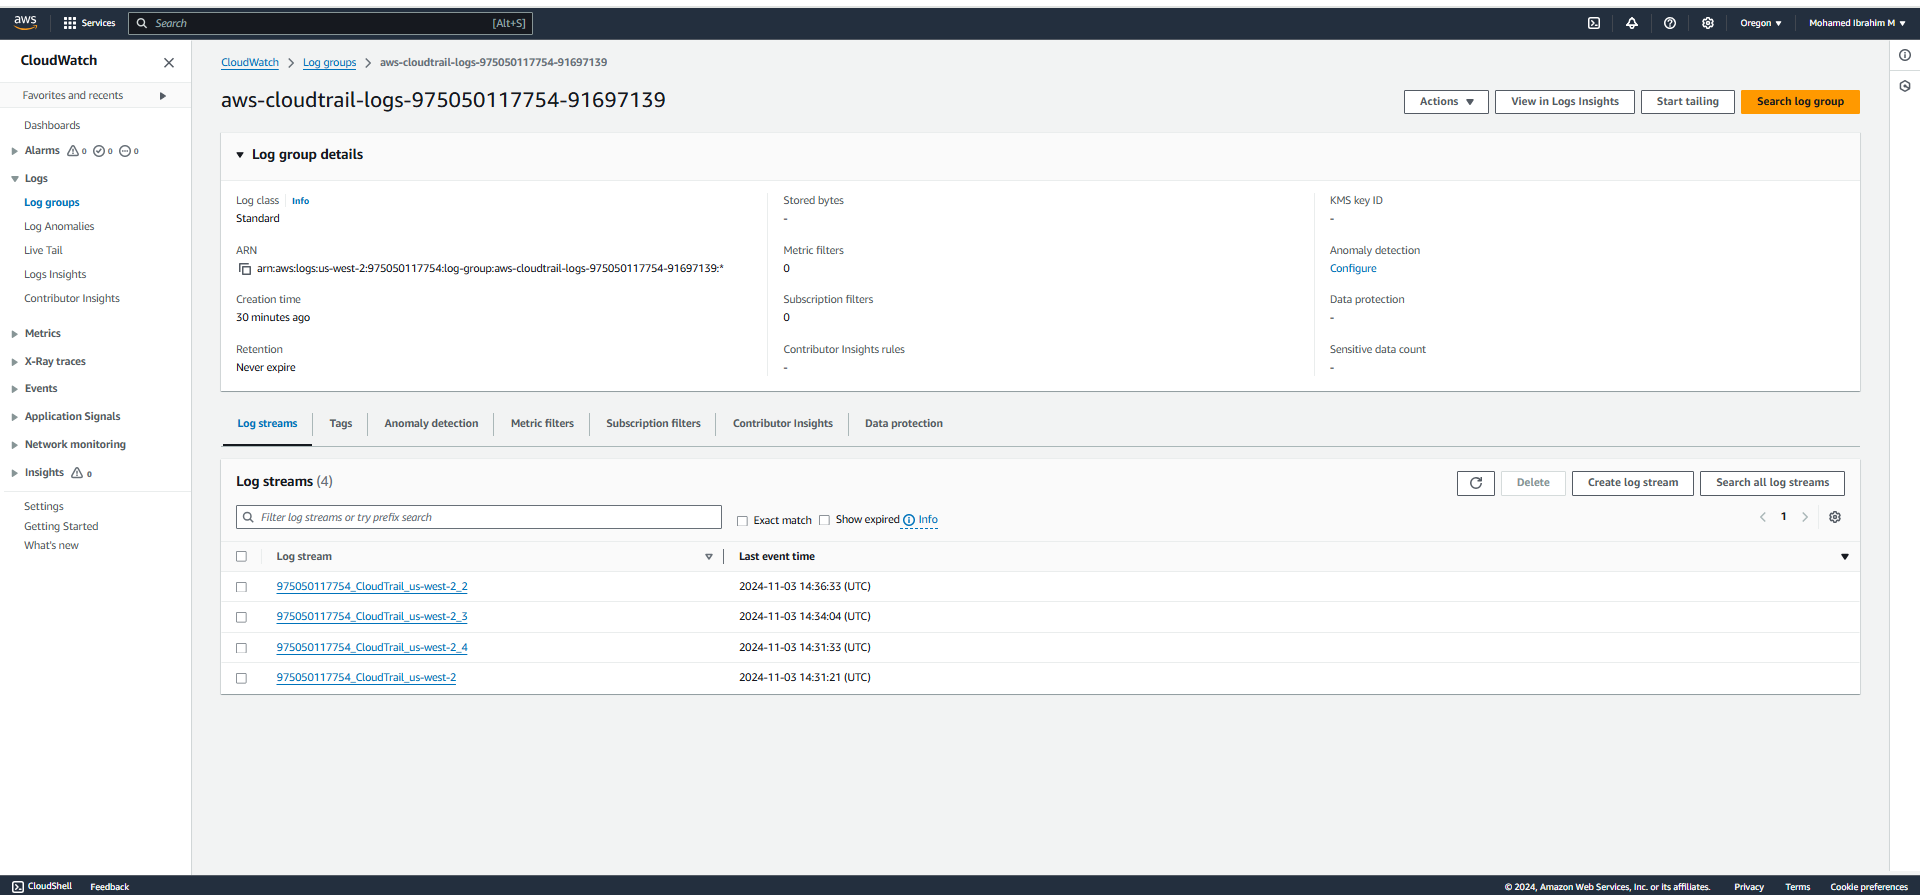 aws Services Search [Alt+S] Oregon ▼ Mohamed Ibrahim M ▼
CloudWatch
Favorites and recents
Dashboards
Alarms 0 0 0
Logs
Log groups
Log Anomalies
Live Tail
Logs Insights
Contributor Insights
Metrics
X-Ray traces
Events
Application Signals
Network monitoring
Insights 0
Settings
Getting Started
What's new
CloudWatch > Log groups > aws-cloudtrail-logs-975050117754-91697139
aws-cloudtrail-logs-975050117754-91697139
Actions ▼ View in Logs Insights Start tailing Search log group
Log group details
Log class Info
Standard
ARN
arn:aws:logs:us-west-2:975050117754:log-group:aws-cloudtrail-logs-975050117754-91697139:*
Creation time
30 minutes ago
Retention
Never expire
Stored bytes
-
Metric filters
0
Subscription filters
0
Contributor Insights rules
-
KMS key ID
-
Anomaly detection
Configure
Data protection
-
Sensitive data count
-
Log streams Tags Anomaly detection Metric filters Subscription filters Contributor Insights Data protection
Log streams (4)
Delete Create log stream Search all log streams
Filter log streams or try prefix search Exact match Show expired Info < 1 >
Log stream Last event time
975050117754_CloudTrail_us-west-2_2 2024-11-03 14:36:33 (UTC)
975050117754_CloudTrail_us-west-2_3 2024-11-03 14:34:04 (UTC)
975050117754_CloudTrail_us-west-2_4 2024-11-03 14:31:33 (UTC)
975050117754_CloudTrail_us-west-2 2024-11-03 14:31:21 (UTC)
CloudShell Feedback © 2024, Amazon Web Services, Inc. or its affiliates. Privacy Terms Cookie preferences